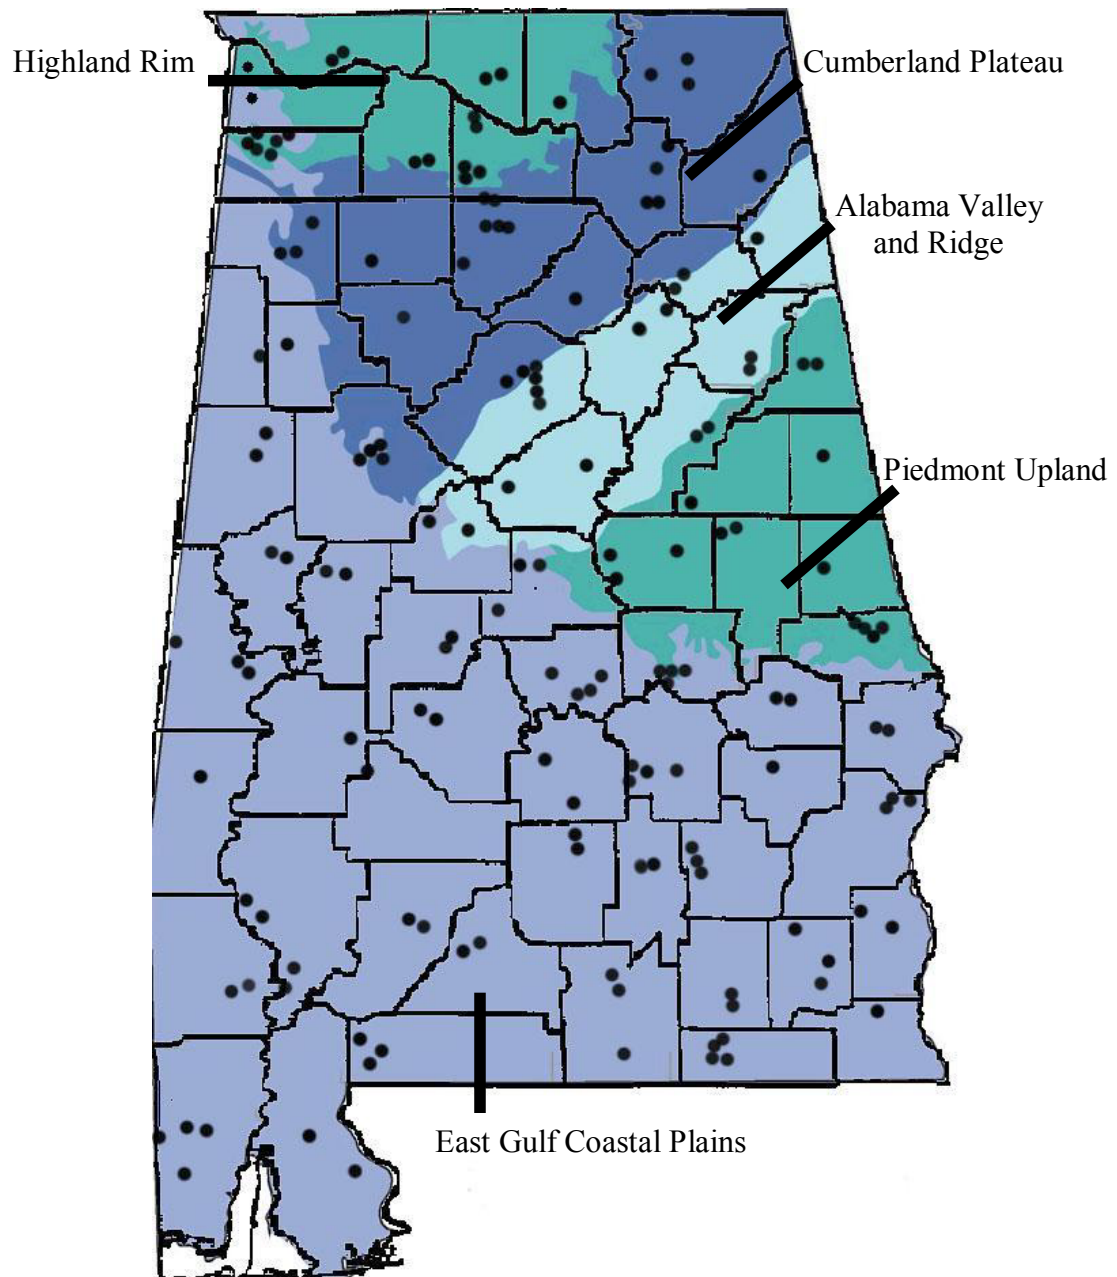 Highland Rim
Cumberland Plateau
Alabama Valley
and Ridge
Piedmont Upland
East Gulf Coastal Plains